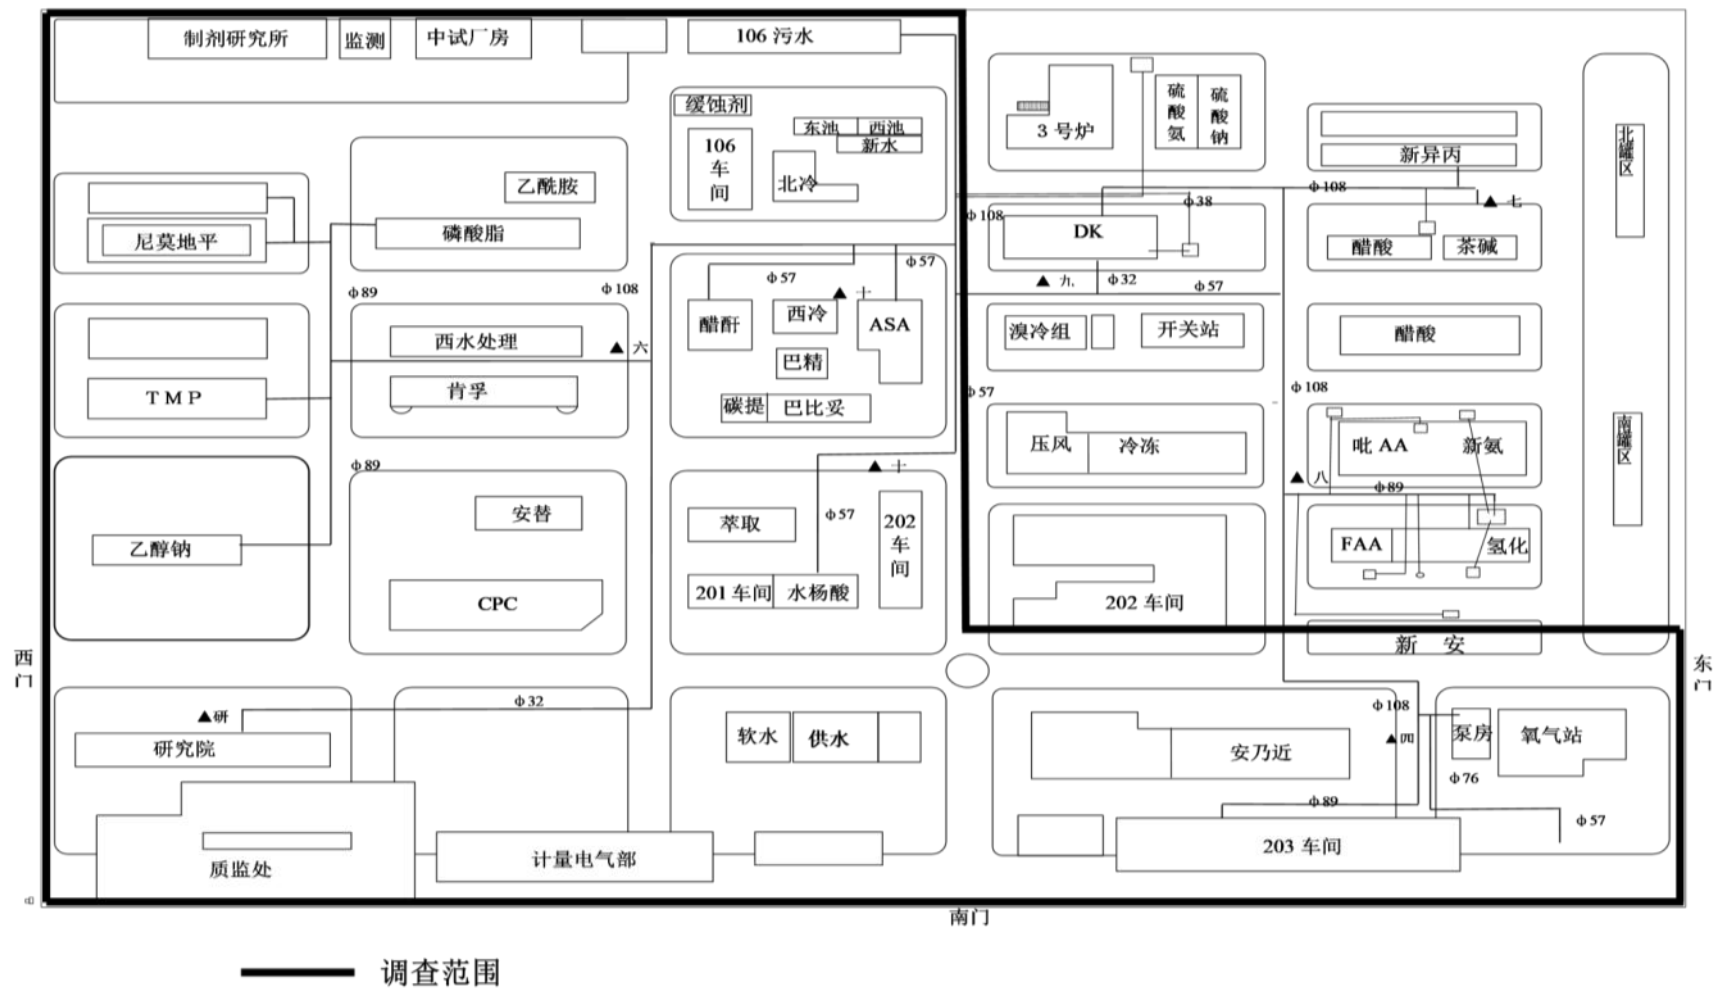 制剂研究所
监测
中试厂房
106 污水
缓蚀剂
106
车
间
东池
西池
新水
北冷
3 号炉
硫
酸
氨
硫
酸
钠
新异丙
北
罐
区
乙酰胺
磷酸脂
尼莫地平
φ108
φ38
▲ 七
φ108
DK
醋酸
茶碱
φ57
φ57
▲ 九
φ32
φ57
φ89
φ108
▲ 十
醋酐
西冷
ASA
溴冷组
开关站
醋酸
西水处理
▲ 六
巴精
肯孚
TMP
碳提
巴比妥
φ57
φ108
压风
冷冻
吡 AA
新氨
南
罐
区
φ89
▲ 十
▲ 八
φ89
安替
萃取
φ57
202
车
间
乙醇钠
FAA
氢化
CPC
201 车间
水杨酸
202 车间
新 安
西
门
东
门
φ32
▲研
研究院
软水
供水
φ108
▲四
泵房
氧气站
安乃近
φ76
φ89
φ57
质监处
计量电气部
203 车间
南门
调查范围